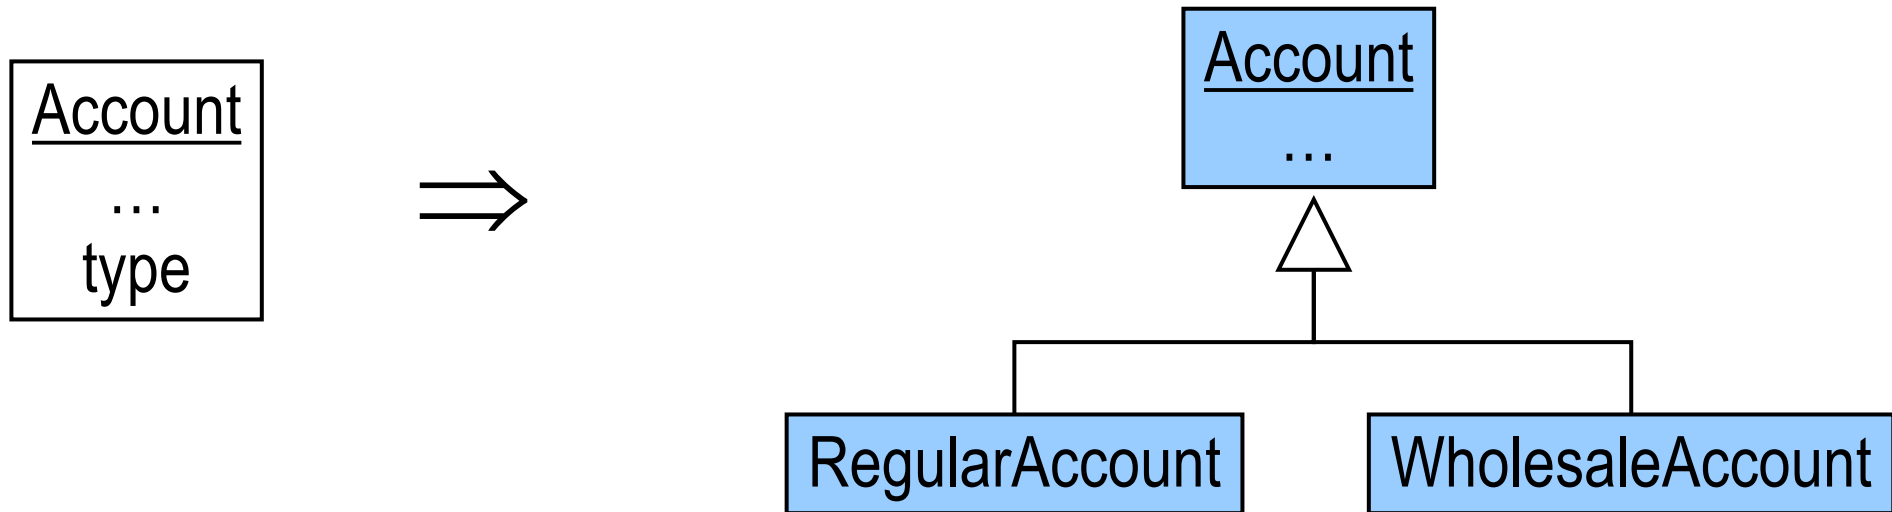 Account
...
type
⇒
Account
...
RegularAccount
WholesaleAccount